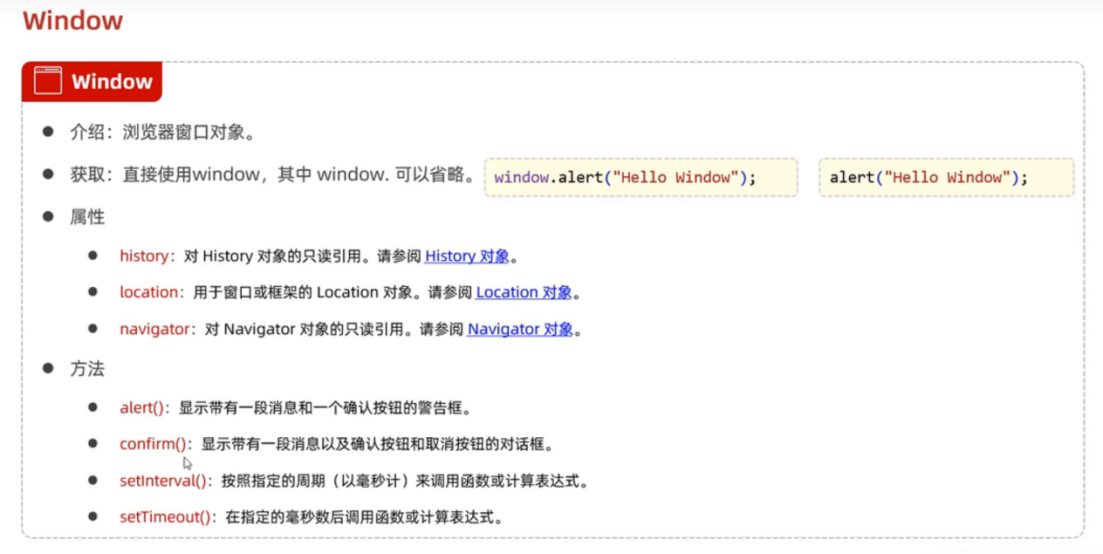 Window
Window
介绍：浏览器窗口对象。
获取：直接使用window，其中 window. 可以省略。 window.alert("Hello Window"); alert("Hello Window");
属性
history：对 History 对象的只读引用。请参阅 History 对象。
location：用于窗口或框架的 Location 对象。请参阅 Location 对象。
navigator：对 Navigator 对象的只读引用。请参阅 Navigator 对象。
方法
alert()：显示带有一段消息和一个确认按钮的警告框。
confirm()：显示带有一段消息以及确认按钮和取消按钮的对话框。
setInterval()：按照指定的周期（以毫秒计）来调用函数或计算表达式。
setTimeout()：在指定的毫秒数后调用函数或计算表达式。